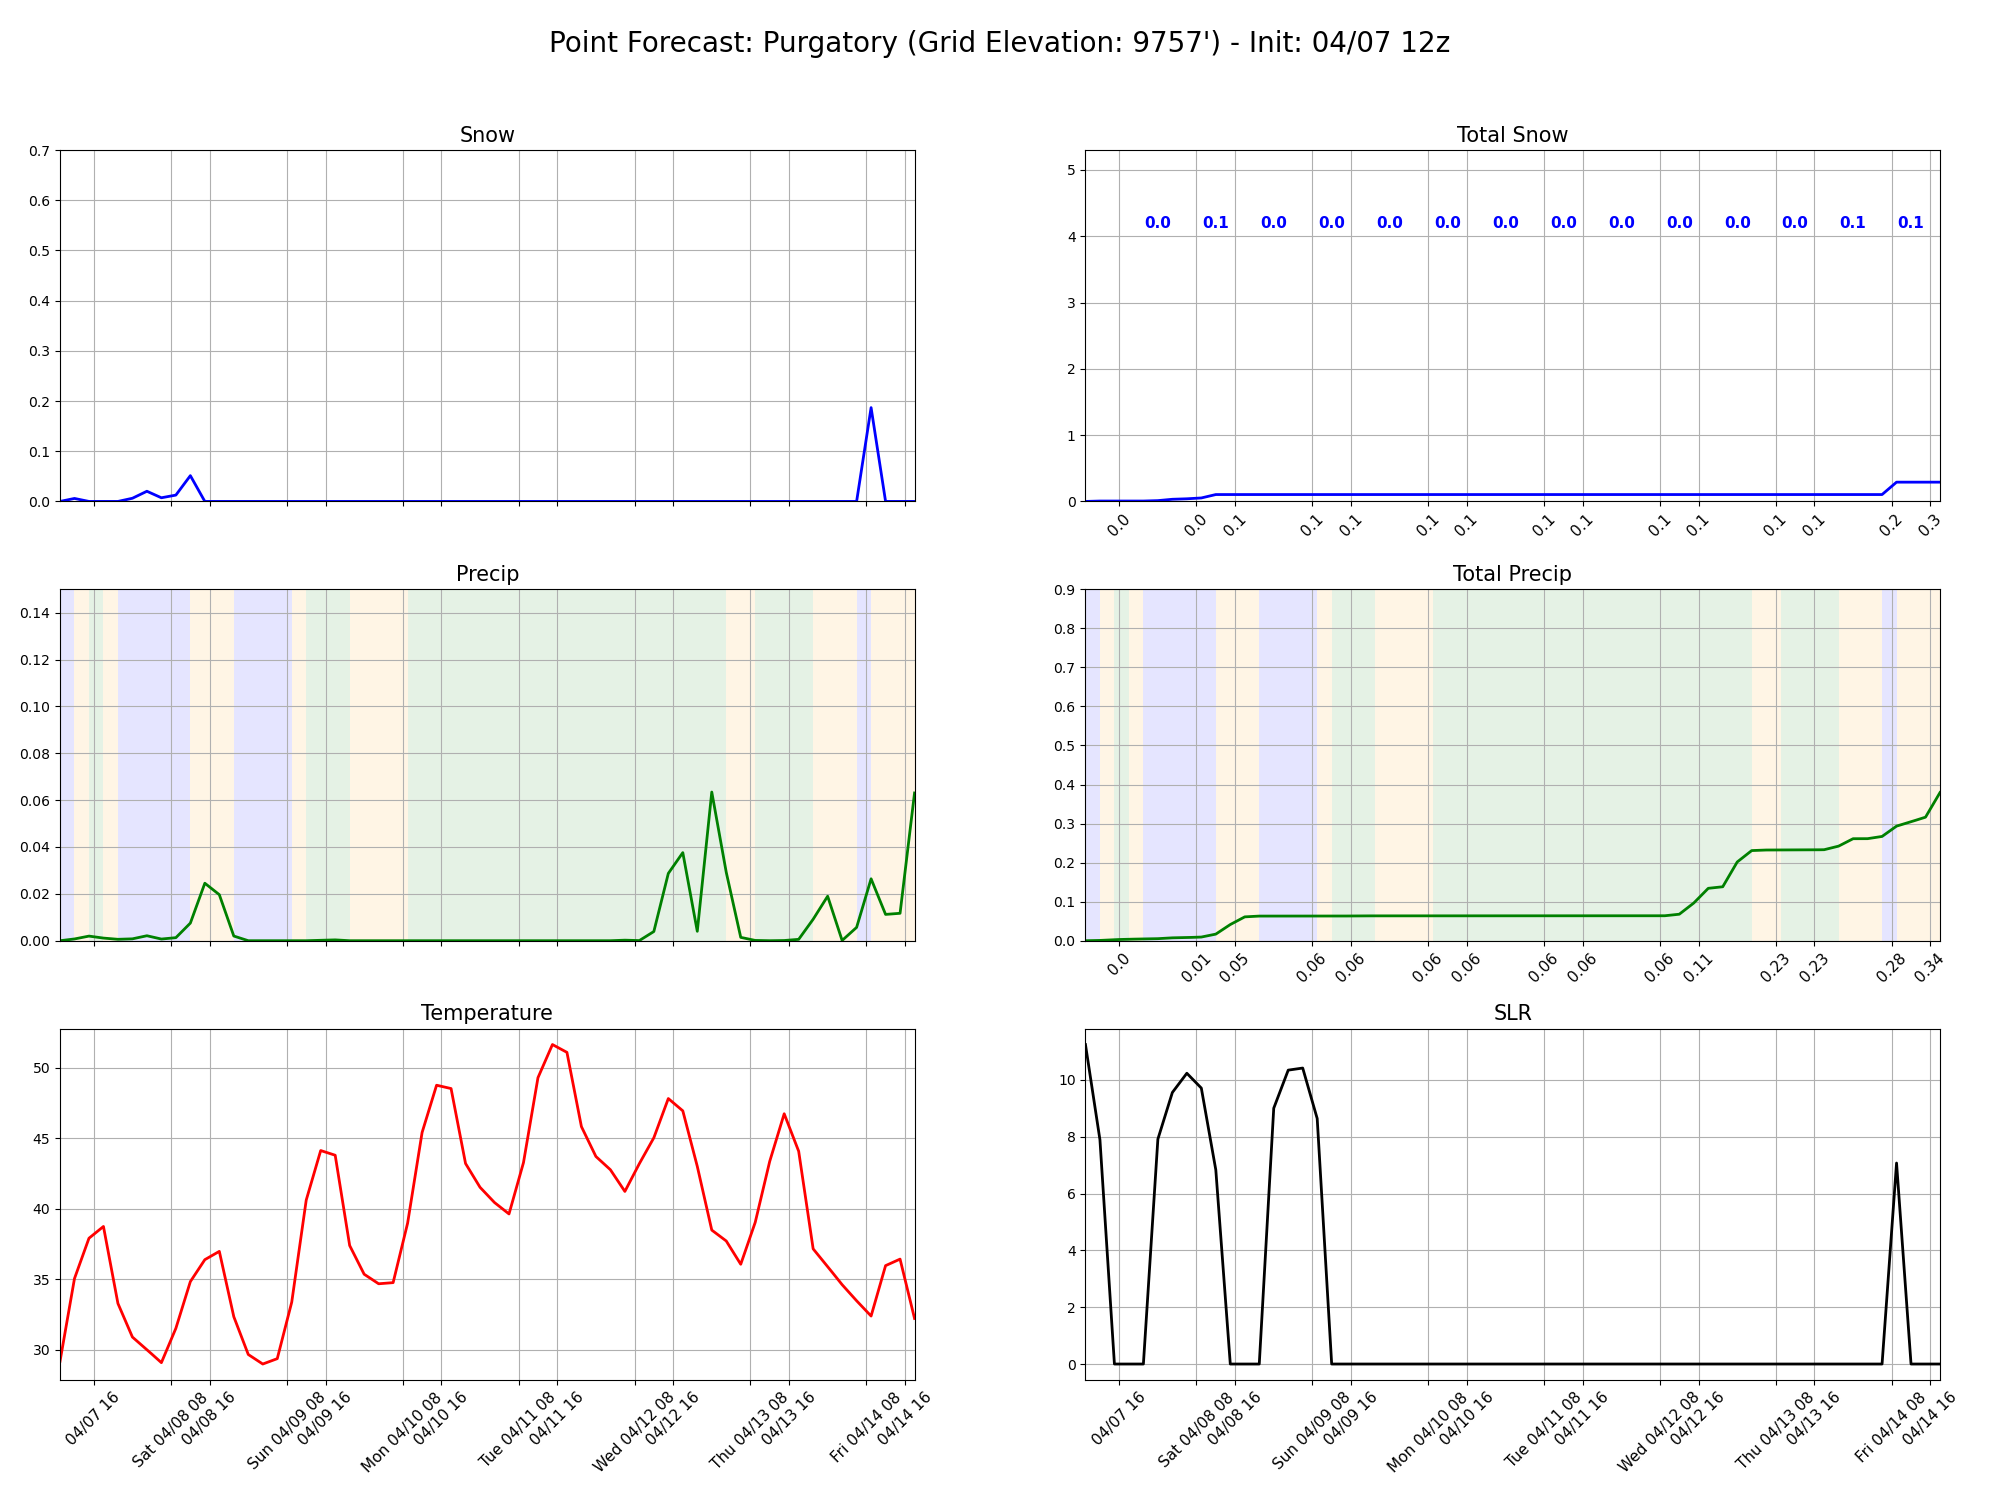 Point Forecast: Purgatory (Grid Elevation: 9757') - Init: 04/07 12z
Snow
0.7
0.6
0.5
0.4
0.3
0.2
0.1
0.0
Total Snow
5
4
3
2
1
0
0.0 0.1 0.0 0.0 0.0 0.0 0.0 0.0 0.0 0.0 0.0 0.0 0.1 0.1
0.0 0.0 0.1 0.1 0.1 0.1 0.1 0.1 0.1 0.1 0.1 0.1 0.1 0.2 0.3
Precip
0.14
0.12
0.10
0.08
0.06
0.04
0.02
0.00
Total Precip
0.9
0.8
0.7
0.6
0.5
0.4
0.3
0.2
0.1
0.0
0.0 0.01 0.05 0.06 0.06 0.06 0.06 0.06 0.06 0.06 0.11 0.23 0.23 0.28 0.34
Temperature
50
45
40
35
30
04/07 16
Sat 04/08 08
04/08 16
Sun 04/09 08
04/09 16
Mon 04/10 08
04/10 16
Tue 04/11 08
04/11 16
Wed 04/12 08
04/12 16
Thu 04/13 08
04/13 16
Fri 04/14 08
04/14 16
SLR
10
8
6
4
2
0
04/07 16
Sat 04/08 08
04/08 16
Sun 04/09 08
04/09 16
Mon 04/10 08
04/10 16
Tue 04/11 08
04/11 16
Wed 04/12 08
04/12 16
Thu 04/13 08
04/13 16
Fri 04/14 08
04/14 16